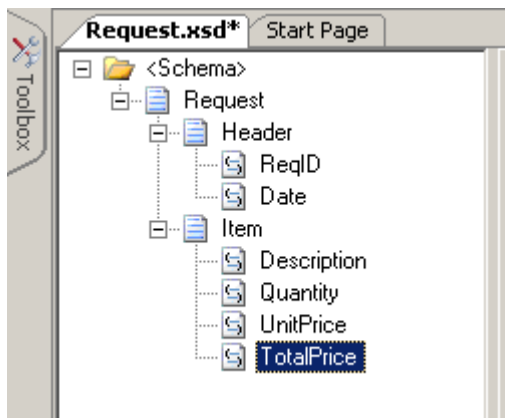 Request.xsd* Start Page
Toolbox
<Schema>
Request
Header
ReqID
Date
Item
Description
Quantity
UnitPrice
TotalPrice